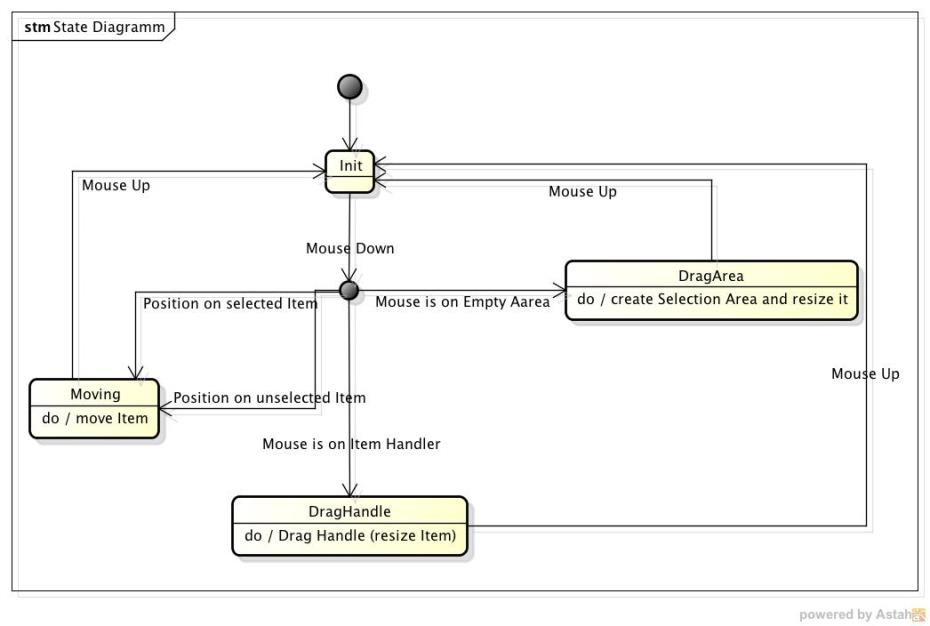 stm State Diagramm
Init
Mouse Up
Mouse Up
Mouse Down
DragArea
do / create Selection Area and resize it
Position on selected Item
Mouse is on Empty Aarea
Mouse Up
Moving
do / move Item
Position on unselected Item
Mouse is on Item Handler
DragHandle
do / Drag Handle (resize Item)
powered by Astah